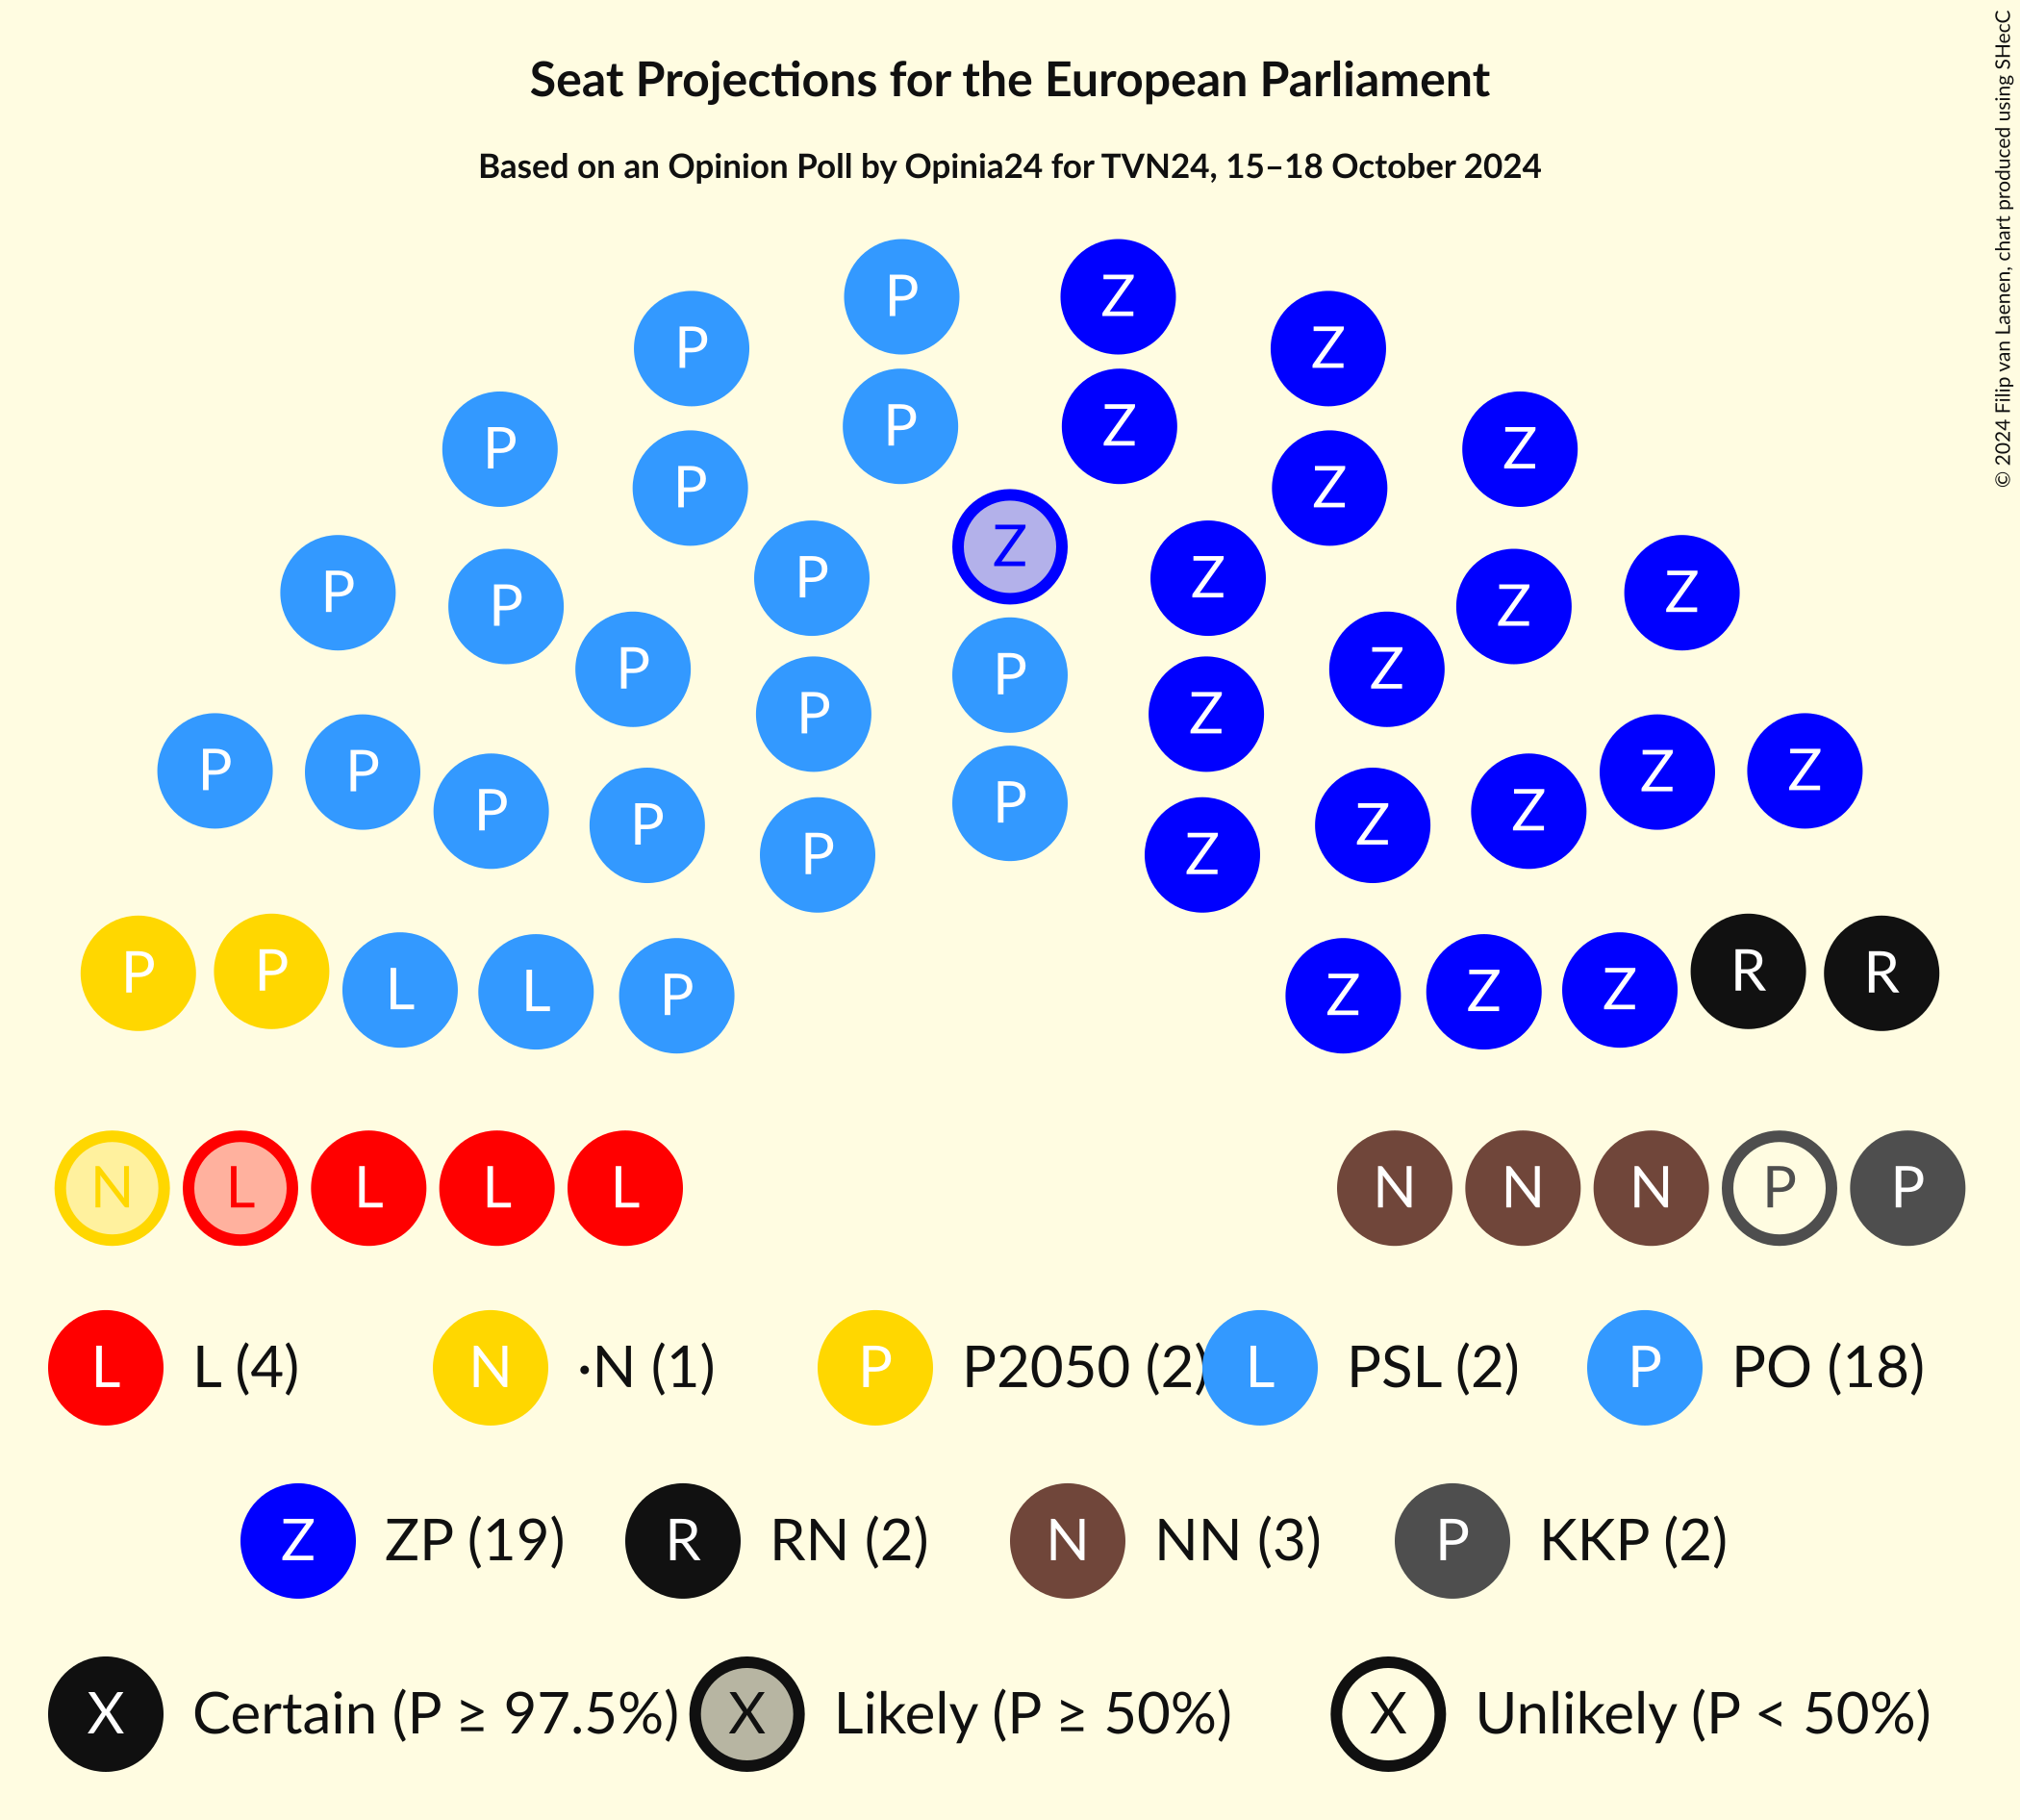 Seat Projections for the European Parliament
Based on an Opinion Poll by Opinia24 for TVN24, 15–18 October 2024
© 2024 Filip van Laenen, chart produced using SHecC
P Z
P Z
P Z
P Z
P Z
P Z
Z
P Z
P Z
P Z
P Z
P Z
P Z
P
P Z
P Z
P
P Z
P Z
P Z
P P L L P Z Z Z R R
N L L L L N N N P P
L L (4) N ·N (1) P P2050 (2) L PSL (2) P PO (18)
Z ZP (19) R RN (2) N NN (3) P KKP (2)
X Certain (P ≥ 97.5%) X Likely (P ≥ 50%) X Unlikely (P < 50%)